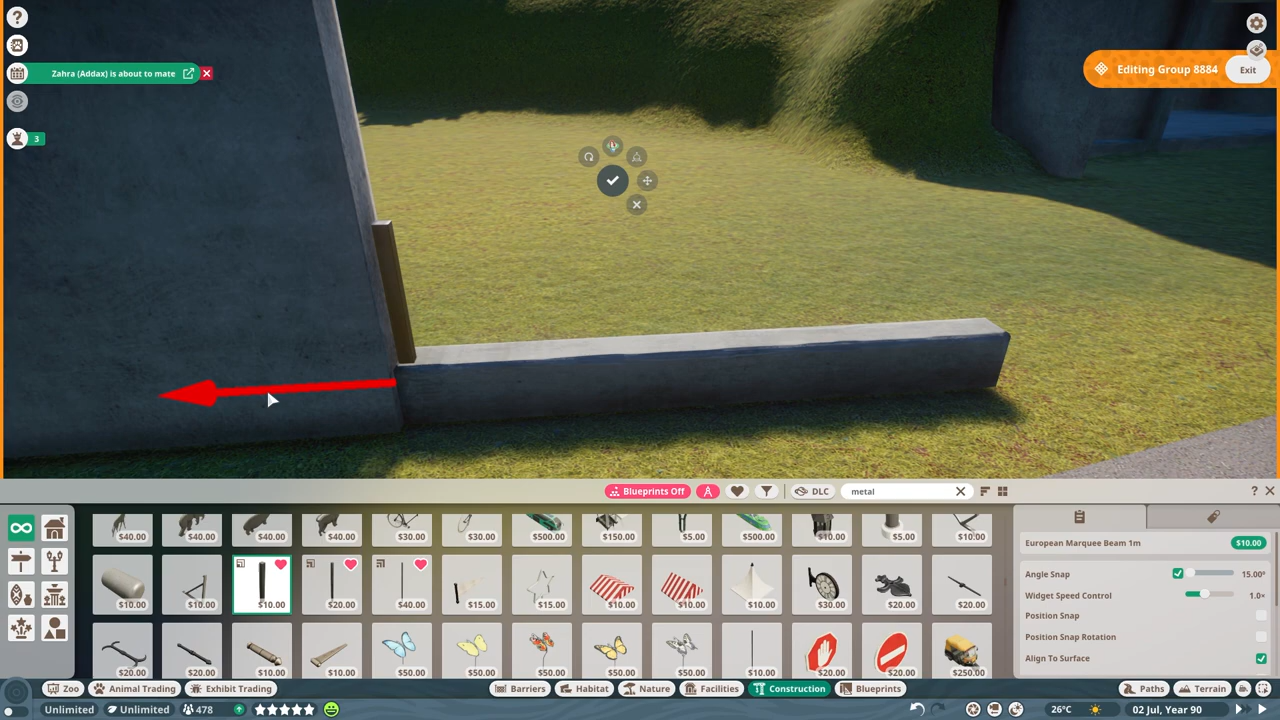 ?
Zahra (Addax) is about to mate
3
Editing Group 8884
Exit
Blueprints Off
DLC
metal
?
$40.00 $40.00 $40.00 $40.00 $30.00 $30.00 $500.00 $150.00 $5.00 $500.00 $10.00 $5.00 $10.00
$10.00 $10.00 $10.00 $20.00 $40.00 $15.00 $15.00 $10.00 $10.00 $10.00 $30.00 $20.00 $20.00
$20.00 $20.00 $10.00 $10.00 $50.00 $50.00 $50.00 $50.00 $50.00 $10.00 $20.00 $20.00 $250.00
European Marquee Beam 1m $10.00
Angle Snap 15.00°
Widget Speed Control 1.0×
Position Snap
Position Snap Rotation
Align To Surface
Zoo Animal Trading Exhibit Trading Barriers Habitat Nature Facilities Construction Blueprints Paths Terrain
Unlimited Unlimited 478 26°C 02 Jul, Year 90